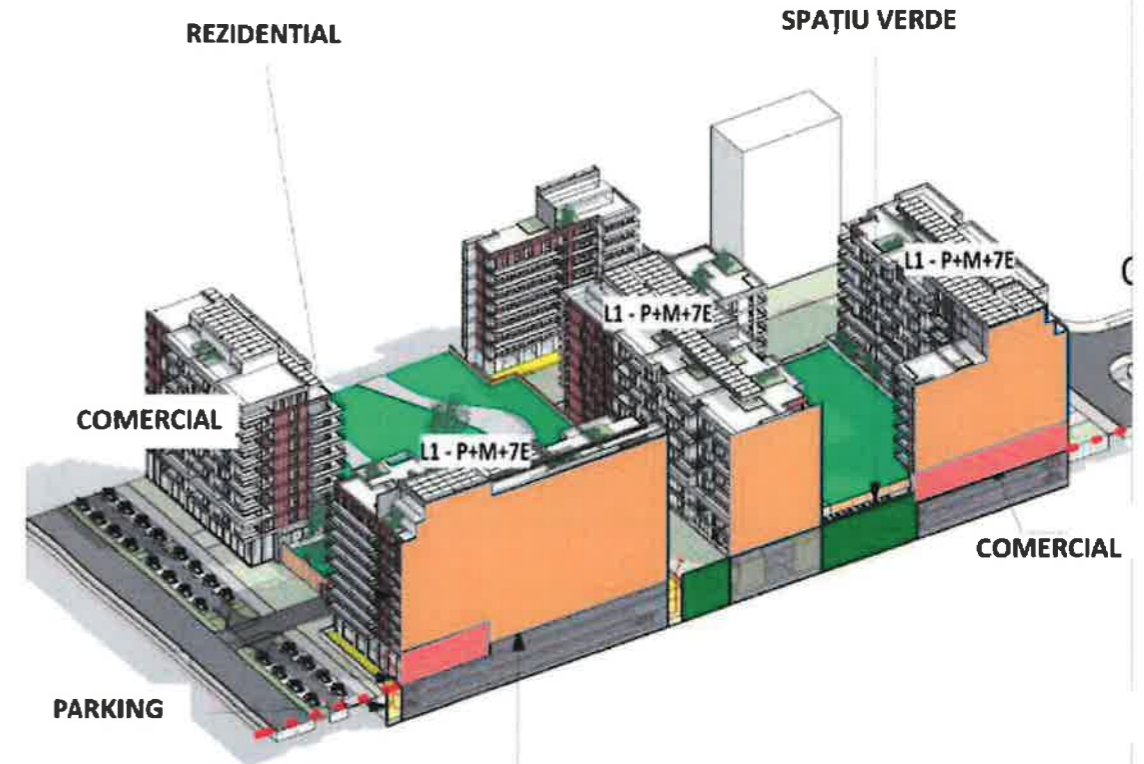 SPAȚIU VERDE
REZIDENTIAL
L1 - P+M+7E
L1 - P+M+7E
COMERCIAL
L1 - P+M+7E
COMERCIAL
PARKING